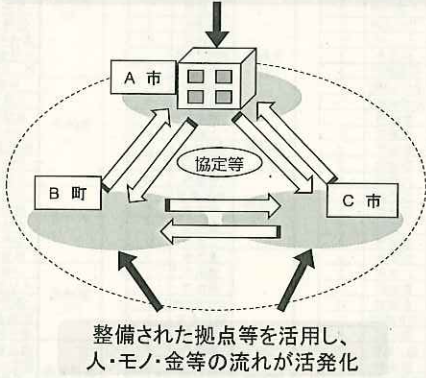 A 市
協定等
B 町
C 市
整備された拠点等を活用し、
人・モノ・金等の流れが活発化